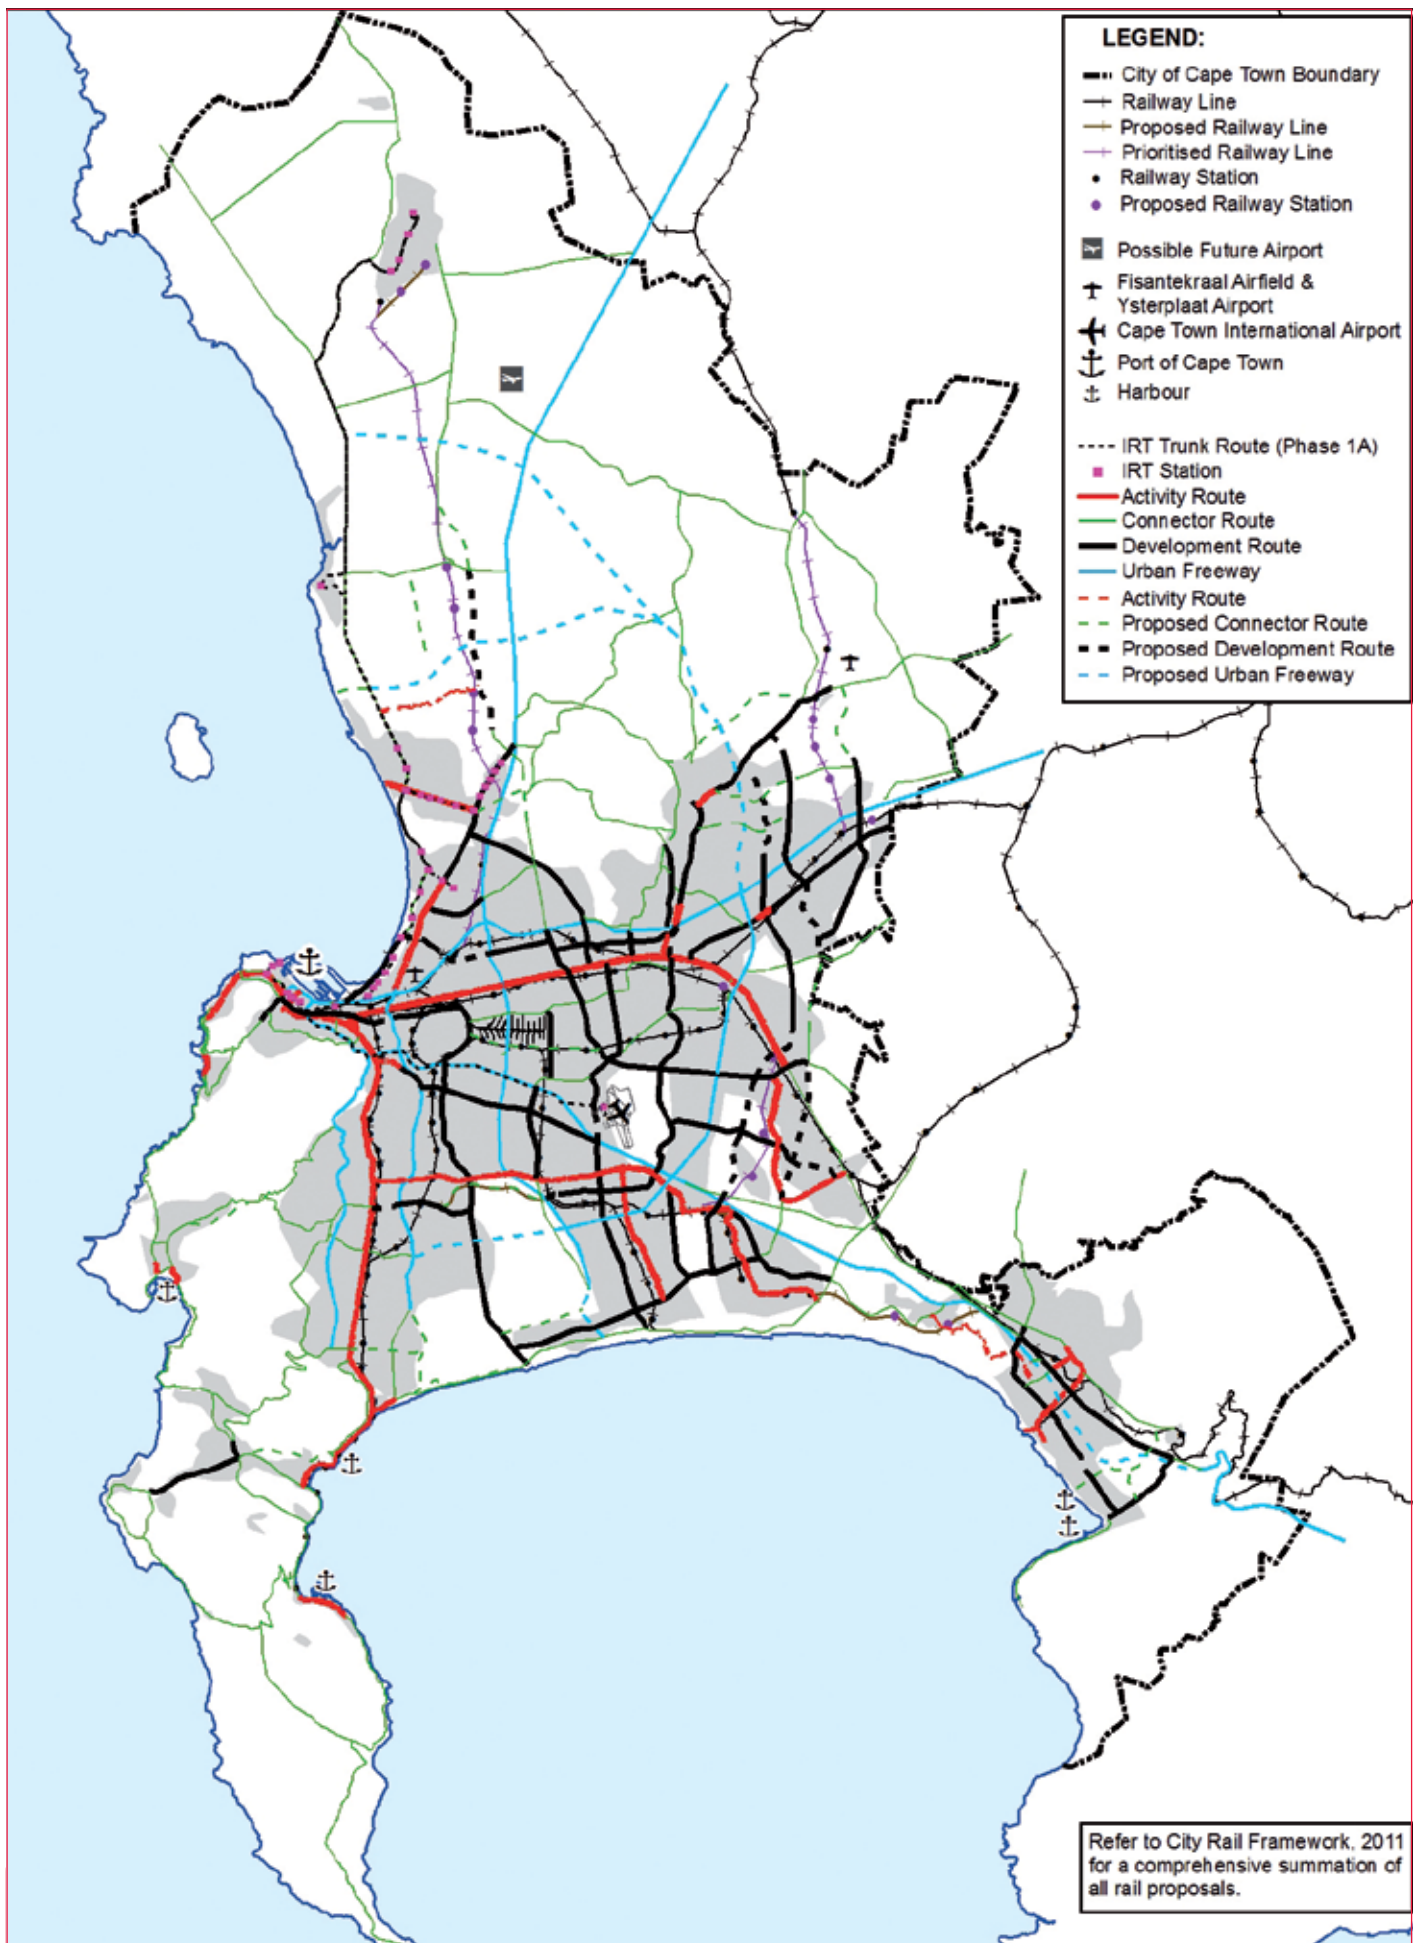 LEGEND:
City of Cape Town Boundary
Railway Line
Proposed Railway Line
Prioritised Railway Line
Railway Station
Proposed Railway Station
Possible Future Airport
Fisantekraal Airfield &
Ysterplaat Airport
Cape Town International Airport
Port of Cape Town
Harbour
IRT Trunk Route (Phase 1A)
IRT Station
Activity Route
Connector Route
Development Route
Urban Freeway
Activity Route
Proposed Connector Route
Proposed Development Route
Proposed Urban Freeway
Refer to City Rail Framework, 2011
for a comprehensive summation of
all rail proposals.